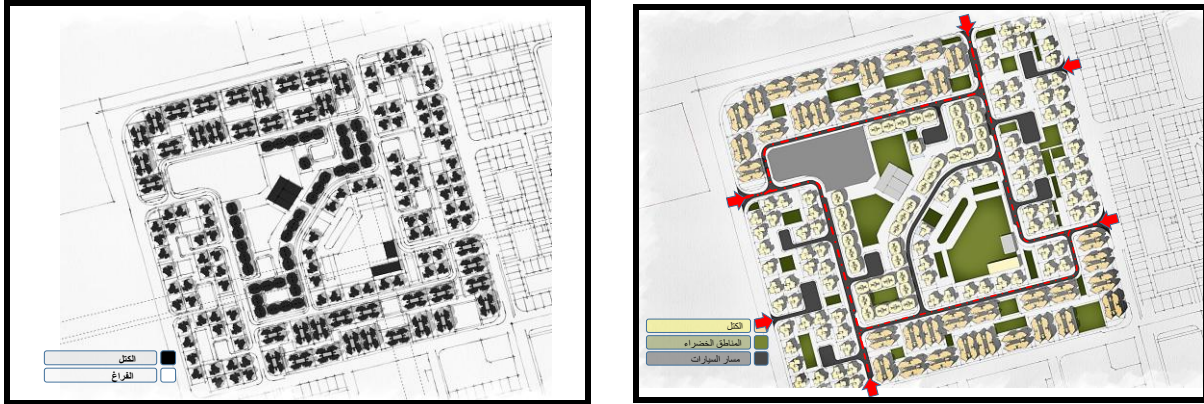 الكتل
الفراغ
الكتل
المناطق الخضراء
مسار السيارات